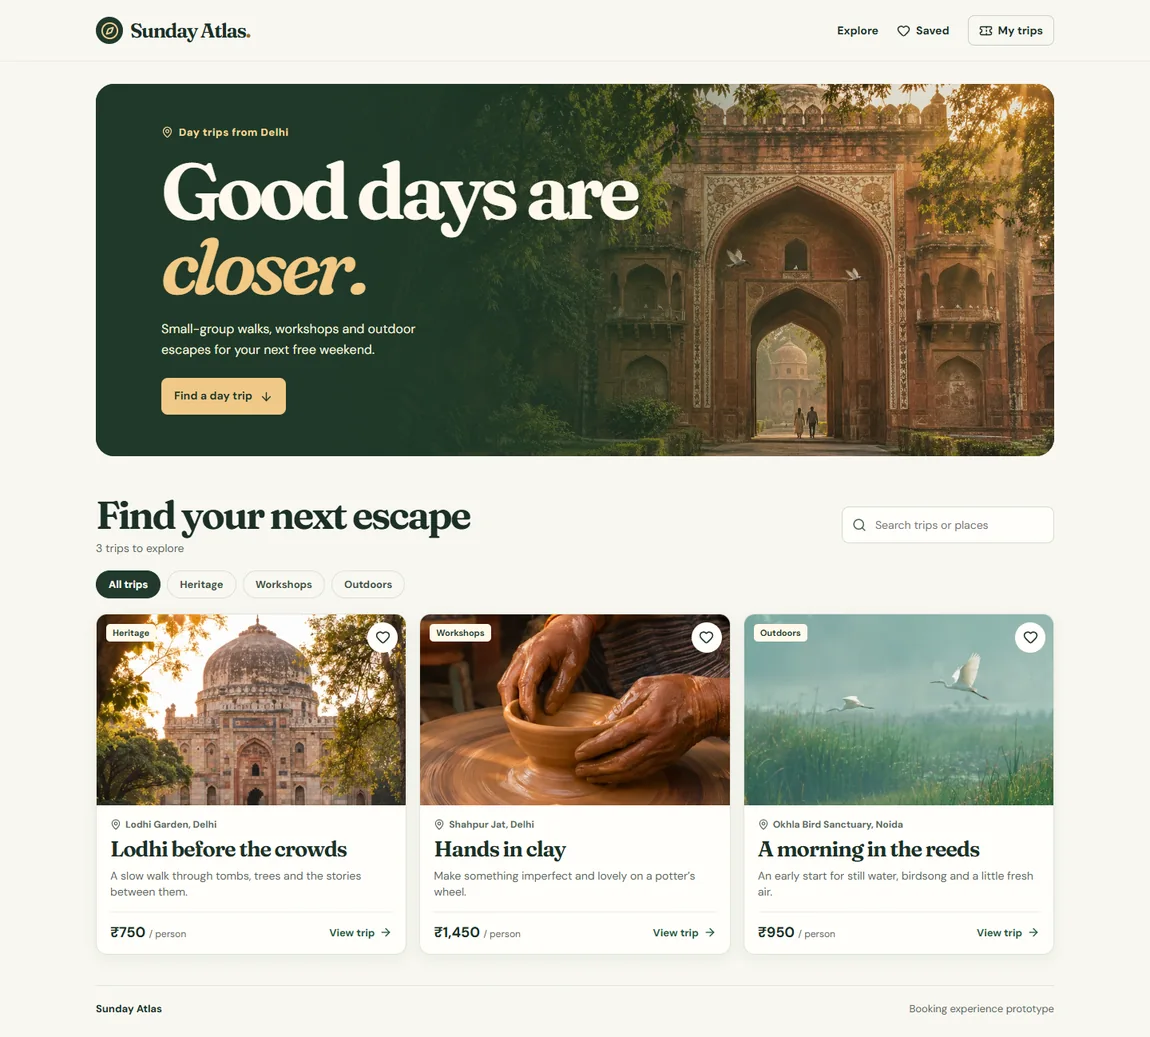 Sunday Atlas.
Explore
Saved
My trips
Day trips from Delhi
Good days are
closer.
Small-group walks, workshops and outdoor
escapes for your next free weekend.
Find a day trip
Find your next escape
3 trips to explore
Search trips or places
All trips
Heritage
Workshops
Outdoors
Heritage
Lodhi Garden, Delhi
Lodhi before the crowds
A slow walk through tombs, trees and the stories
between them.
₹750 / person
View trip
Workshops
Shahpur Jat, Delhi
Hands in clay
Make something imperfect and lovely on a potter's
wheel.
₹1,450 / person
View trip
Outdoors
Okhla Bird Sanctuary, Noida
A morning in the reeds
An early start for still water, birdsong and a little fresh
air.
₹950 / person
View trip
Sunday Atlas
Booking experience prototype